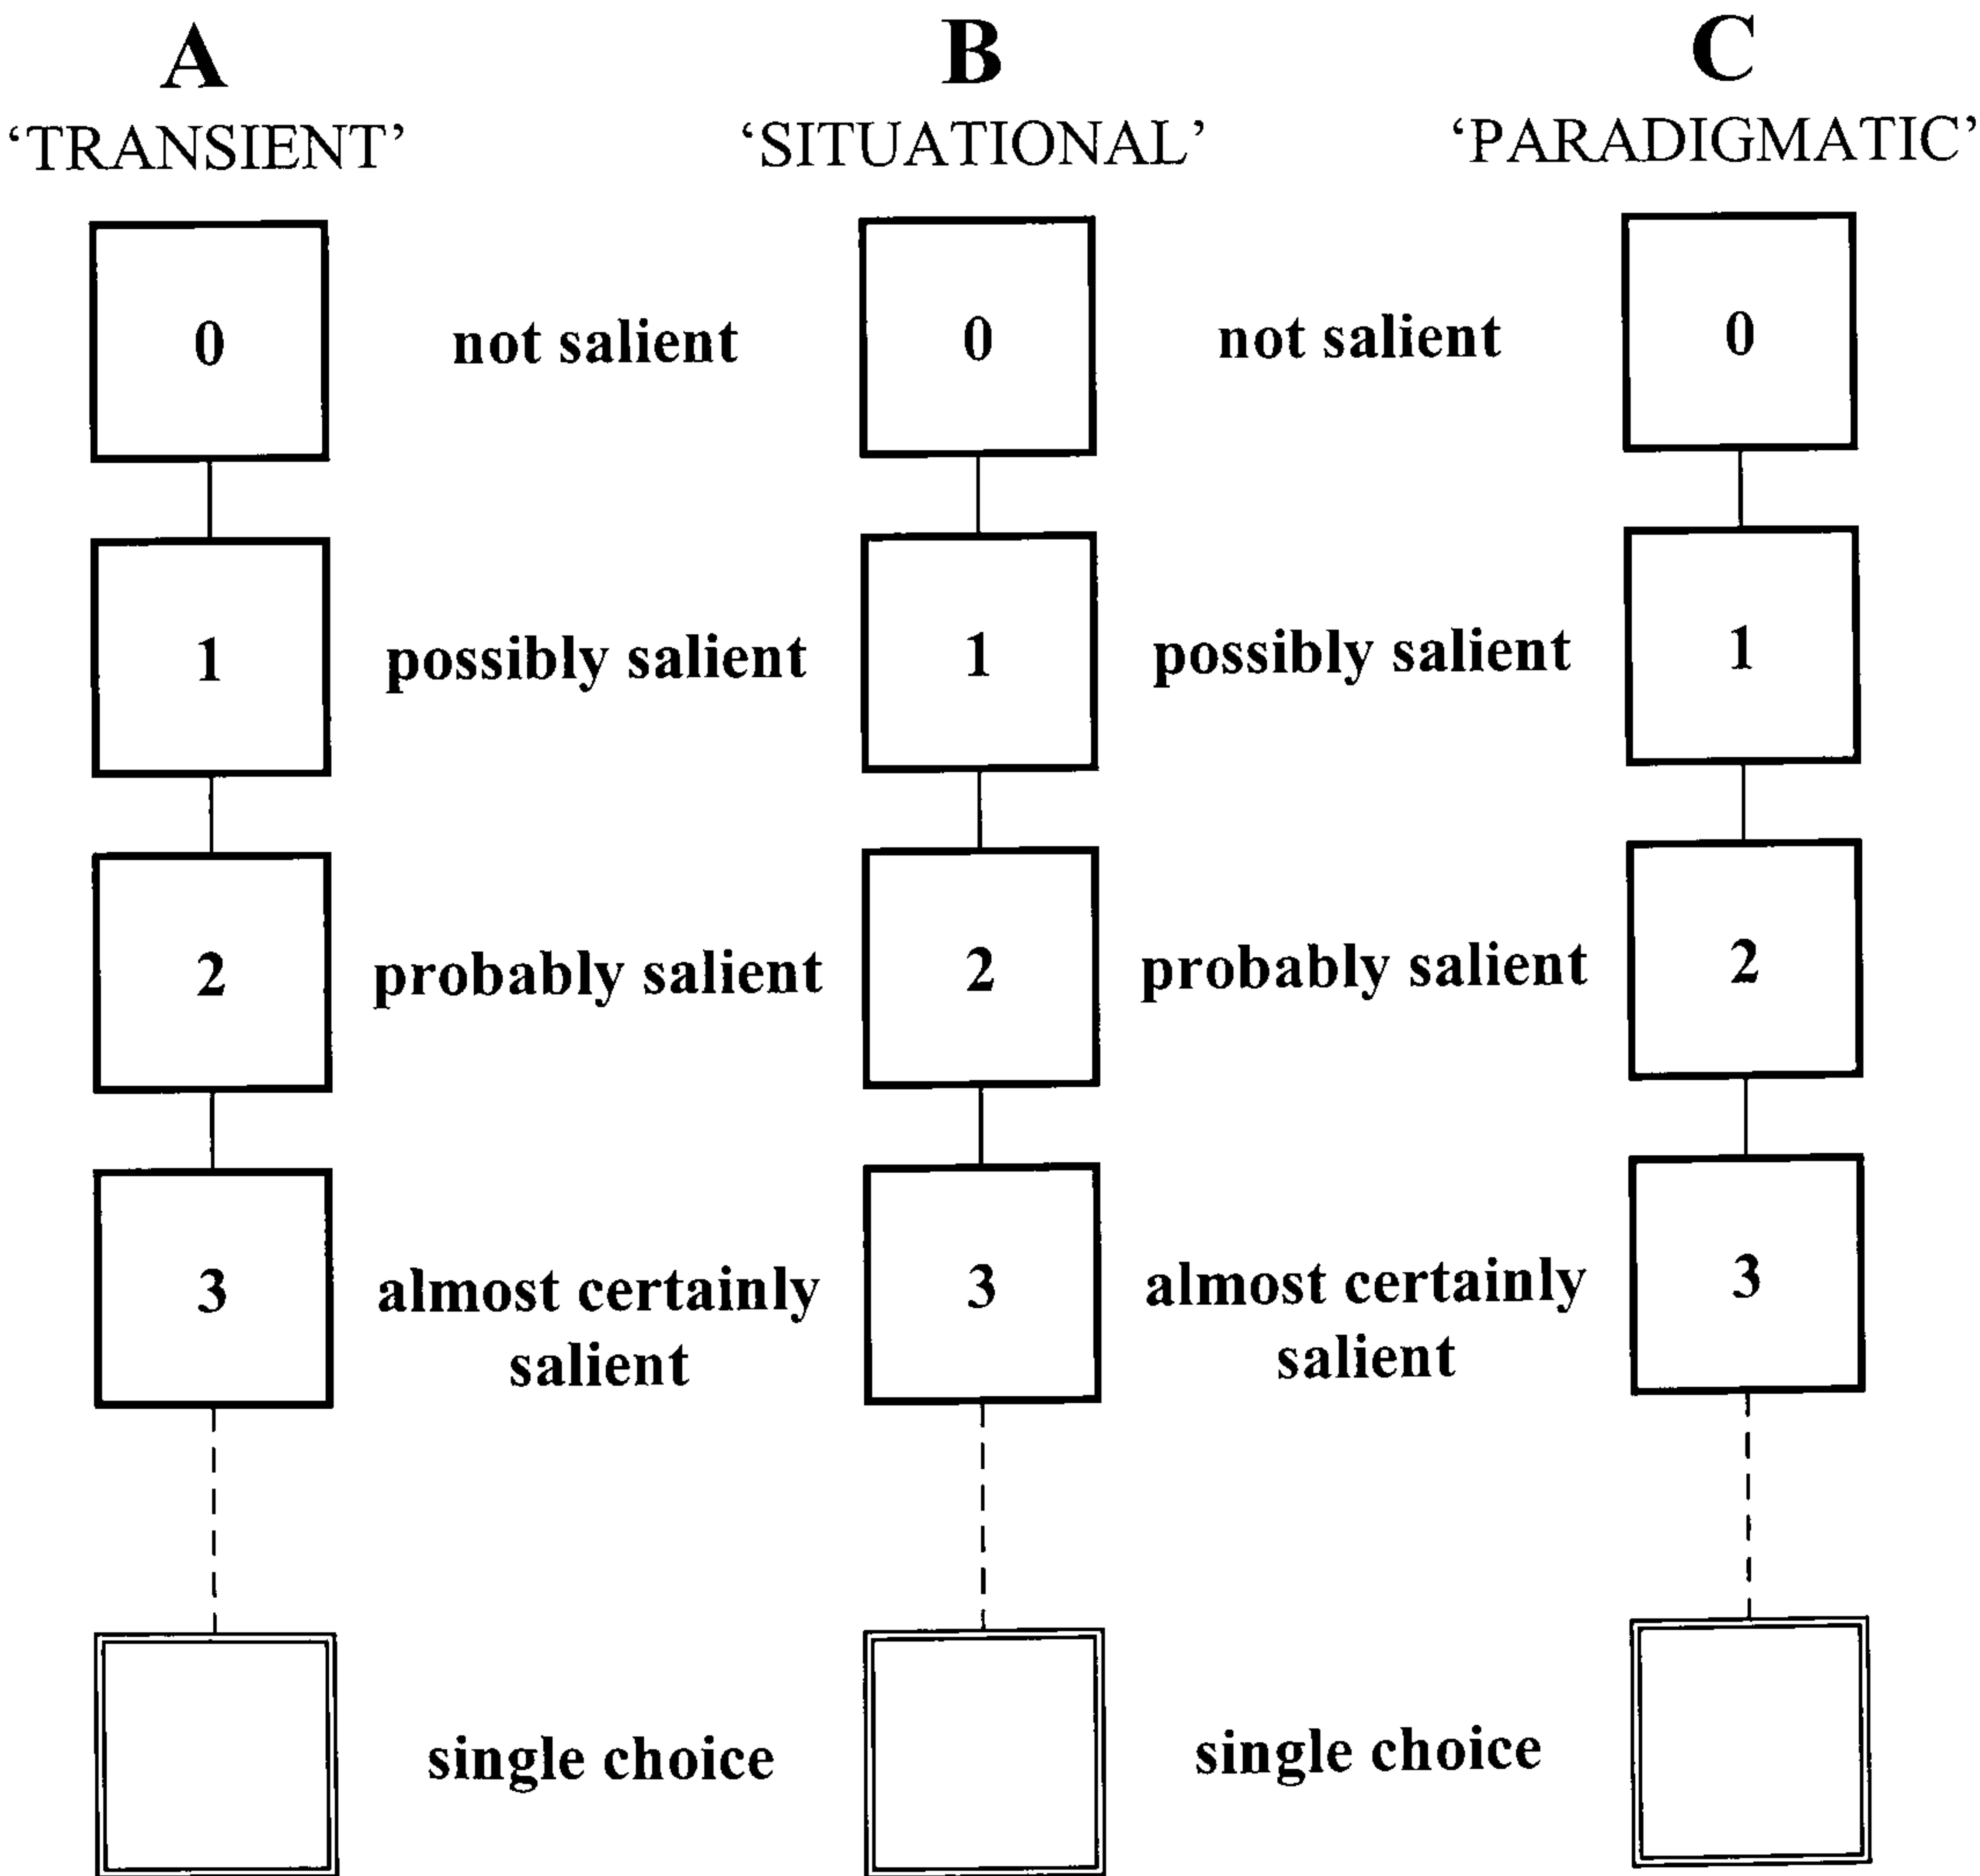 A B C
‘TRANSIENT’ ‘SITUATIONAL’ ‘PARADIGMATIC’
0 not salient 0 not salient 0
1 possibly salient 1 possibly salient 1
2 probably salient 2 probably salient 2
3 almost certainly 3 almost certainly 3
salient salient
single choice single choice